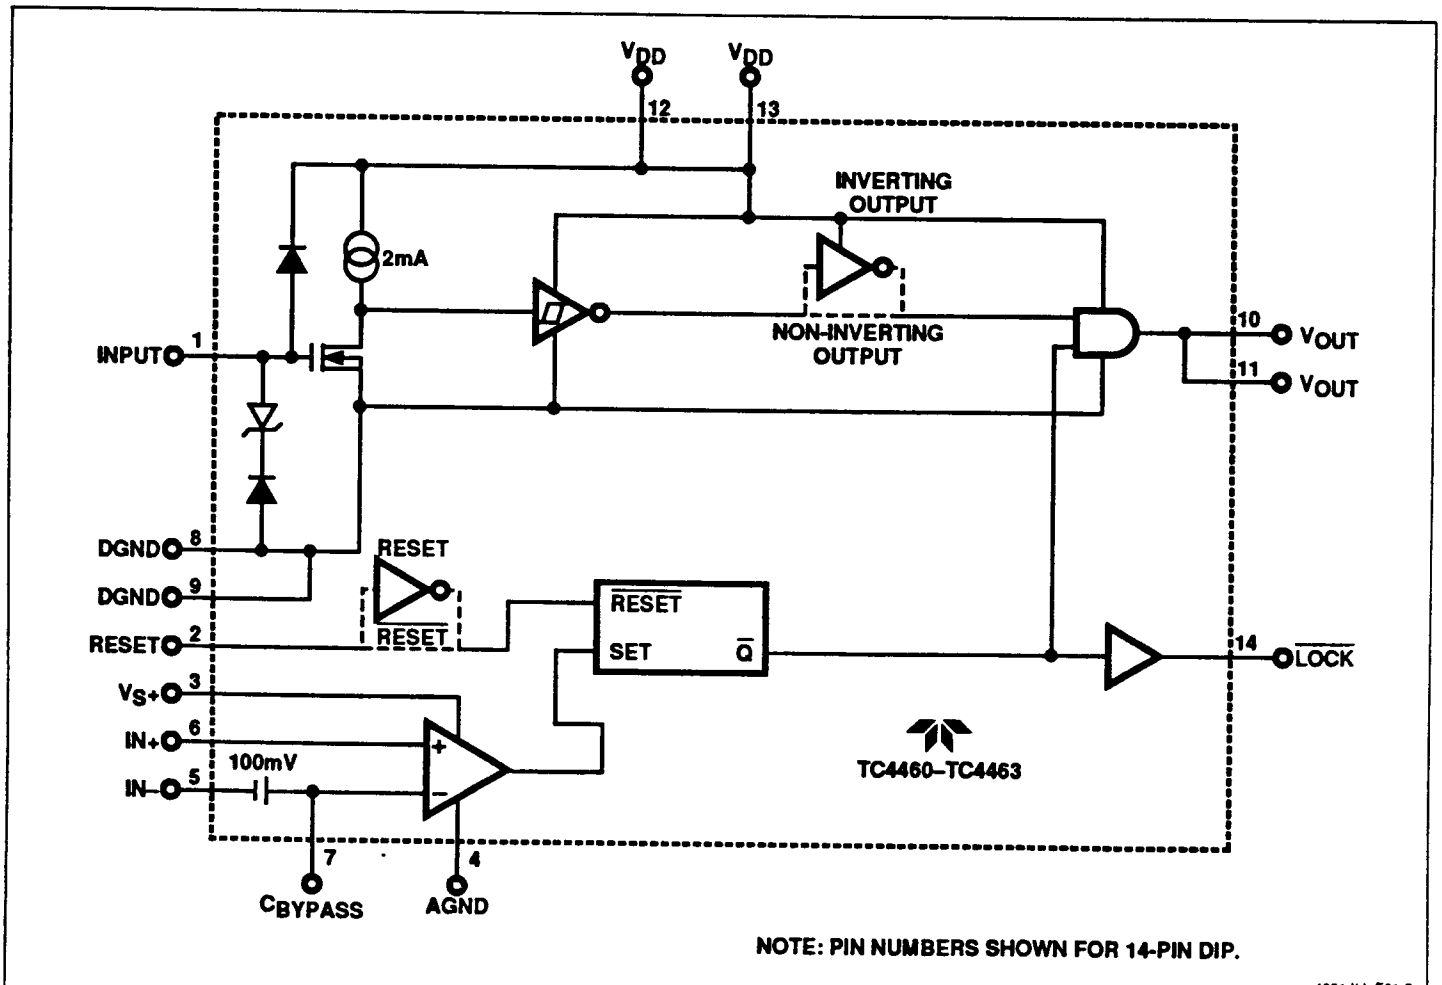 VDD
VDD
12
13
INVERTING
OUTPUT
2mA
1
INPUT
NON-INVERTING
OUTPUT
10
VOUT
11
VOUT
8
DGND
RESET
9
DGND
RESET
2
RESET
RESET
SET
Q
14
LOCK
3
VS+
6
IN+
+
100mV
5
IN–
–
TC4460–TC4463
7
4
CBYPASS
AGND
NOTE: PIN NUMBERS SHOWN FOR 14-PIN DIP.